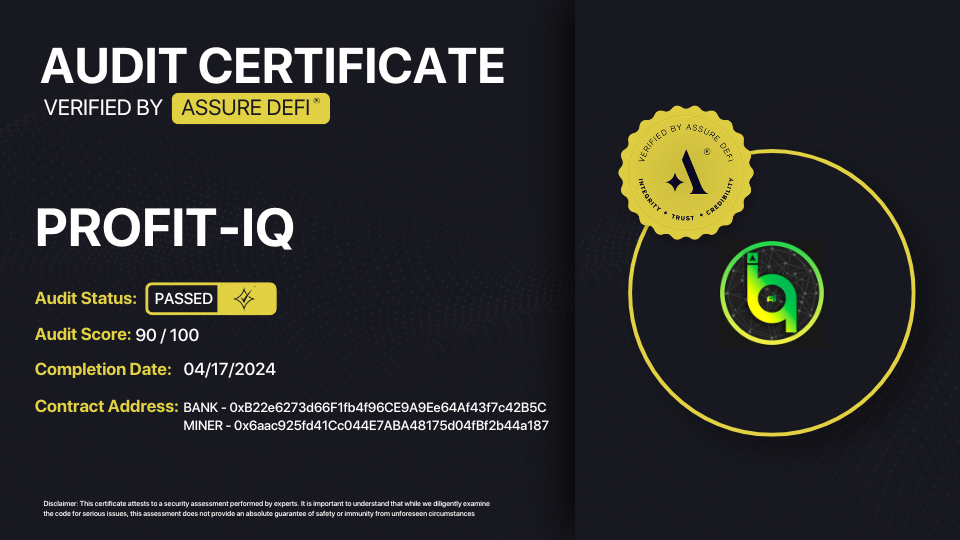 AUDIT CERTIFICATE
VERIFIED BY ASSURE DEFI ®
PROFIT-IQ
Audit Status: PASSED
Audit Score: 90 / 100
Completion Date: 04/17/2024
Contract Address: BANK - 0xB22e6273d66F1fb4f96CE9A9Ee64Af43f7c42B5C
MINER - 0x6aac925fd41Cc044E7ABA48175d04fBf2b44a187
Disclaimer: This certificate attests to a security assessment performed by experts. It is important to understand that while we diligently examine
the code for serious issues, this assessment does not provide an absolute guarantee of safety or immunity from unforeseen circumstances
VERIFIED BY ASSURE DEFI
®
INTEGRITY ✦ TRUST ✦ CREDIBILITY
iq